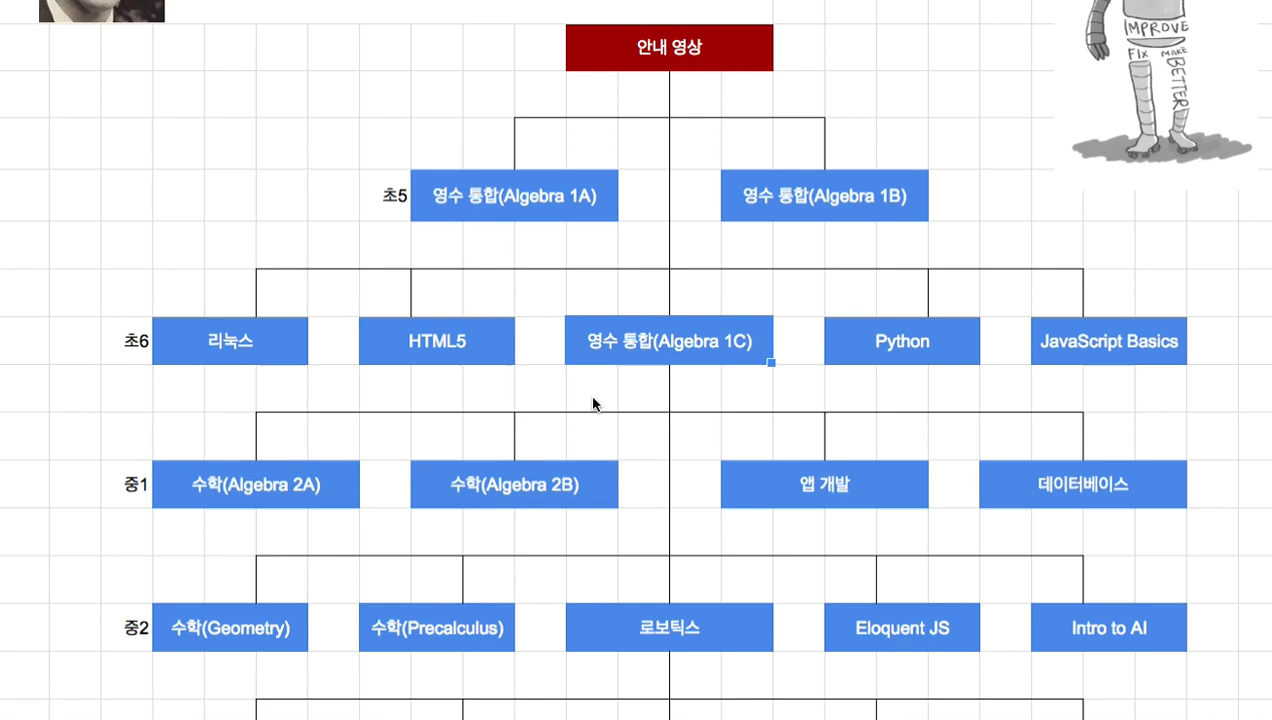 안내 영상
IMPROVE
FIX MAKE
BETTER
초5 영수 통합(Algebra 1A) 영수 통합(Algebra 1B)
초6 리눅스 HTML5 영수 통합(Algebra 1C) Python JavaScript Basics
중1 수학(Algebra 2A) 수학(Algebra 2B) 앱 개발 데이터베이스
중2 수학(Geometry) 수학(Precalculus) 로보틱스 Eloquent JS Intro to AI